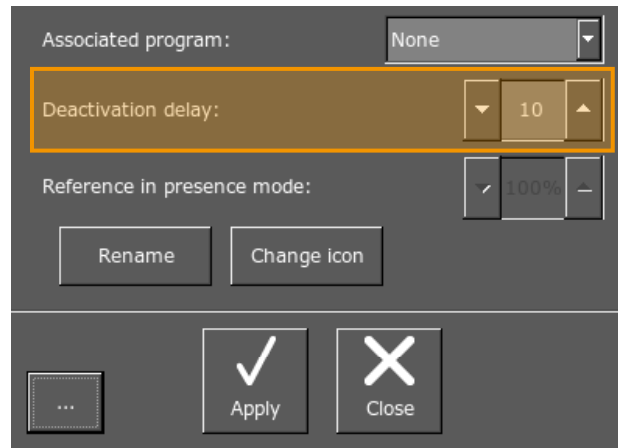 Associated program: None
Deactivation delay: 10
Reference in presence mode: 100%
Rename Change icon
... Apply Close